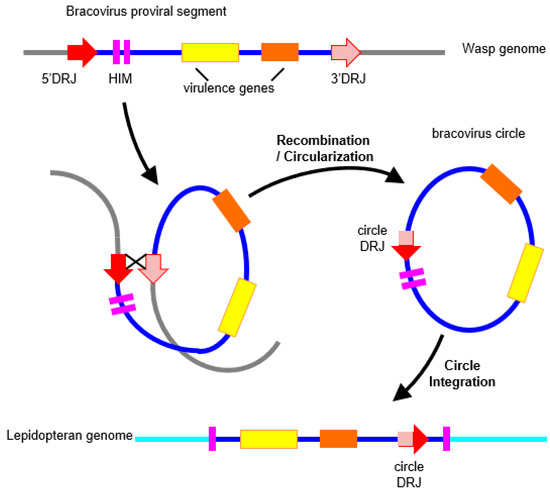 Bracovirus proviral segment
Wasp genome
5'DRJ
HIM
virulence genes
3'DRJ
Recombination
/ Circularization
bracovirus circle
circle
DRJ
Circle
Integration
Lepidopteran genome
circle
DRJ